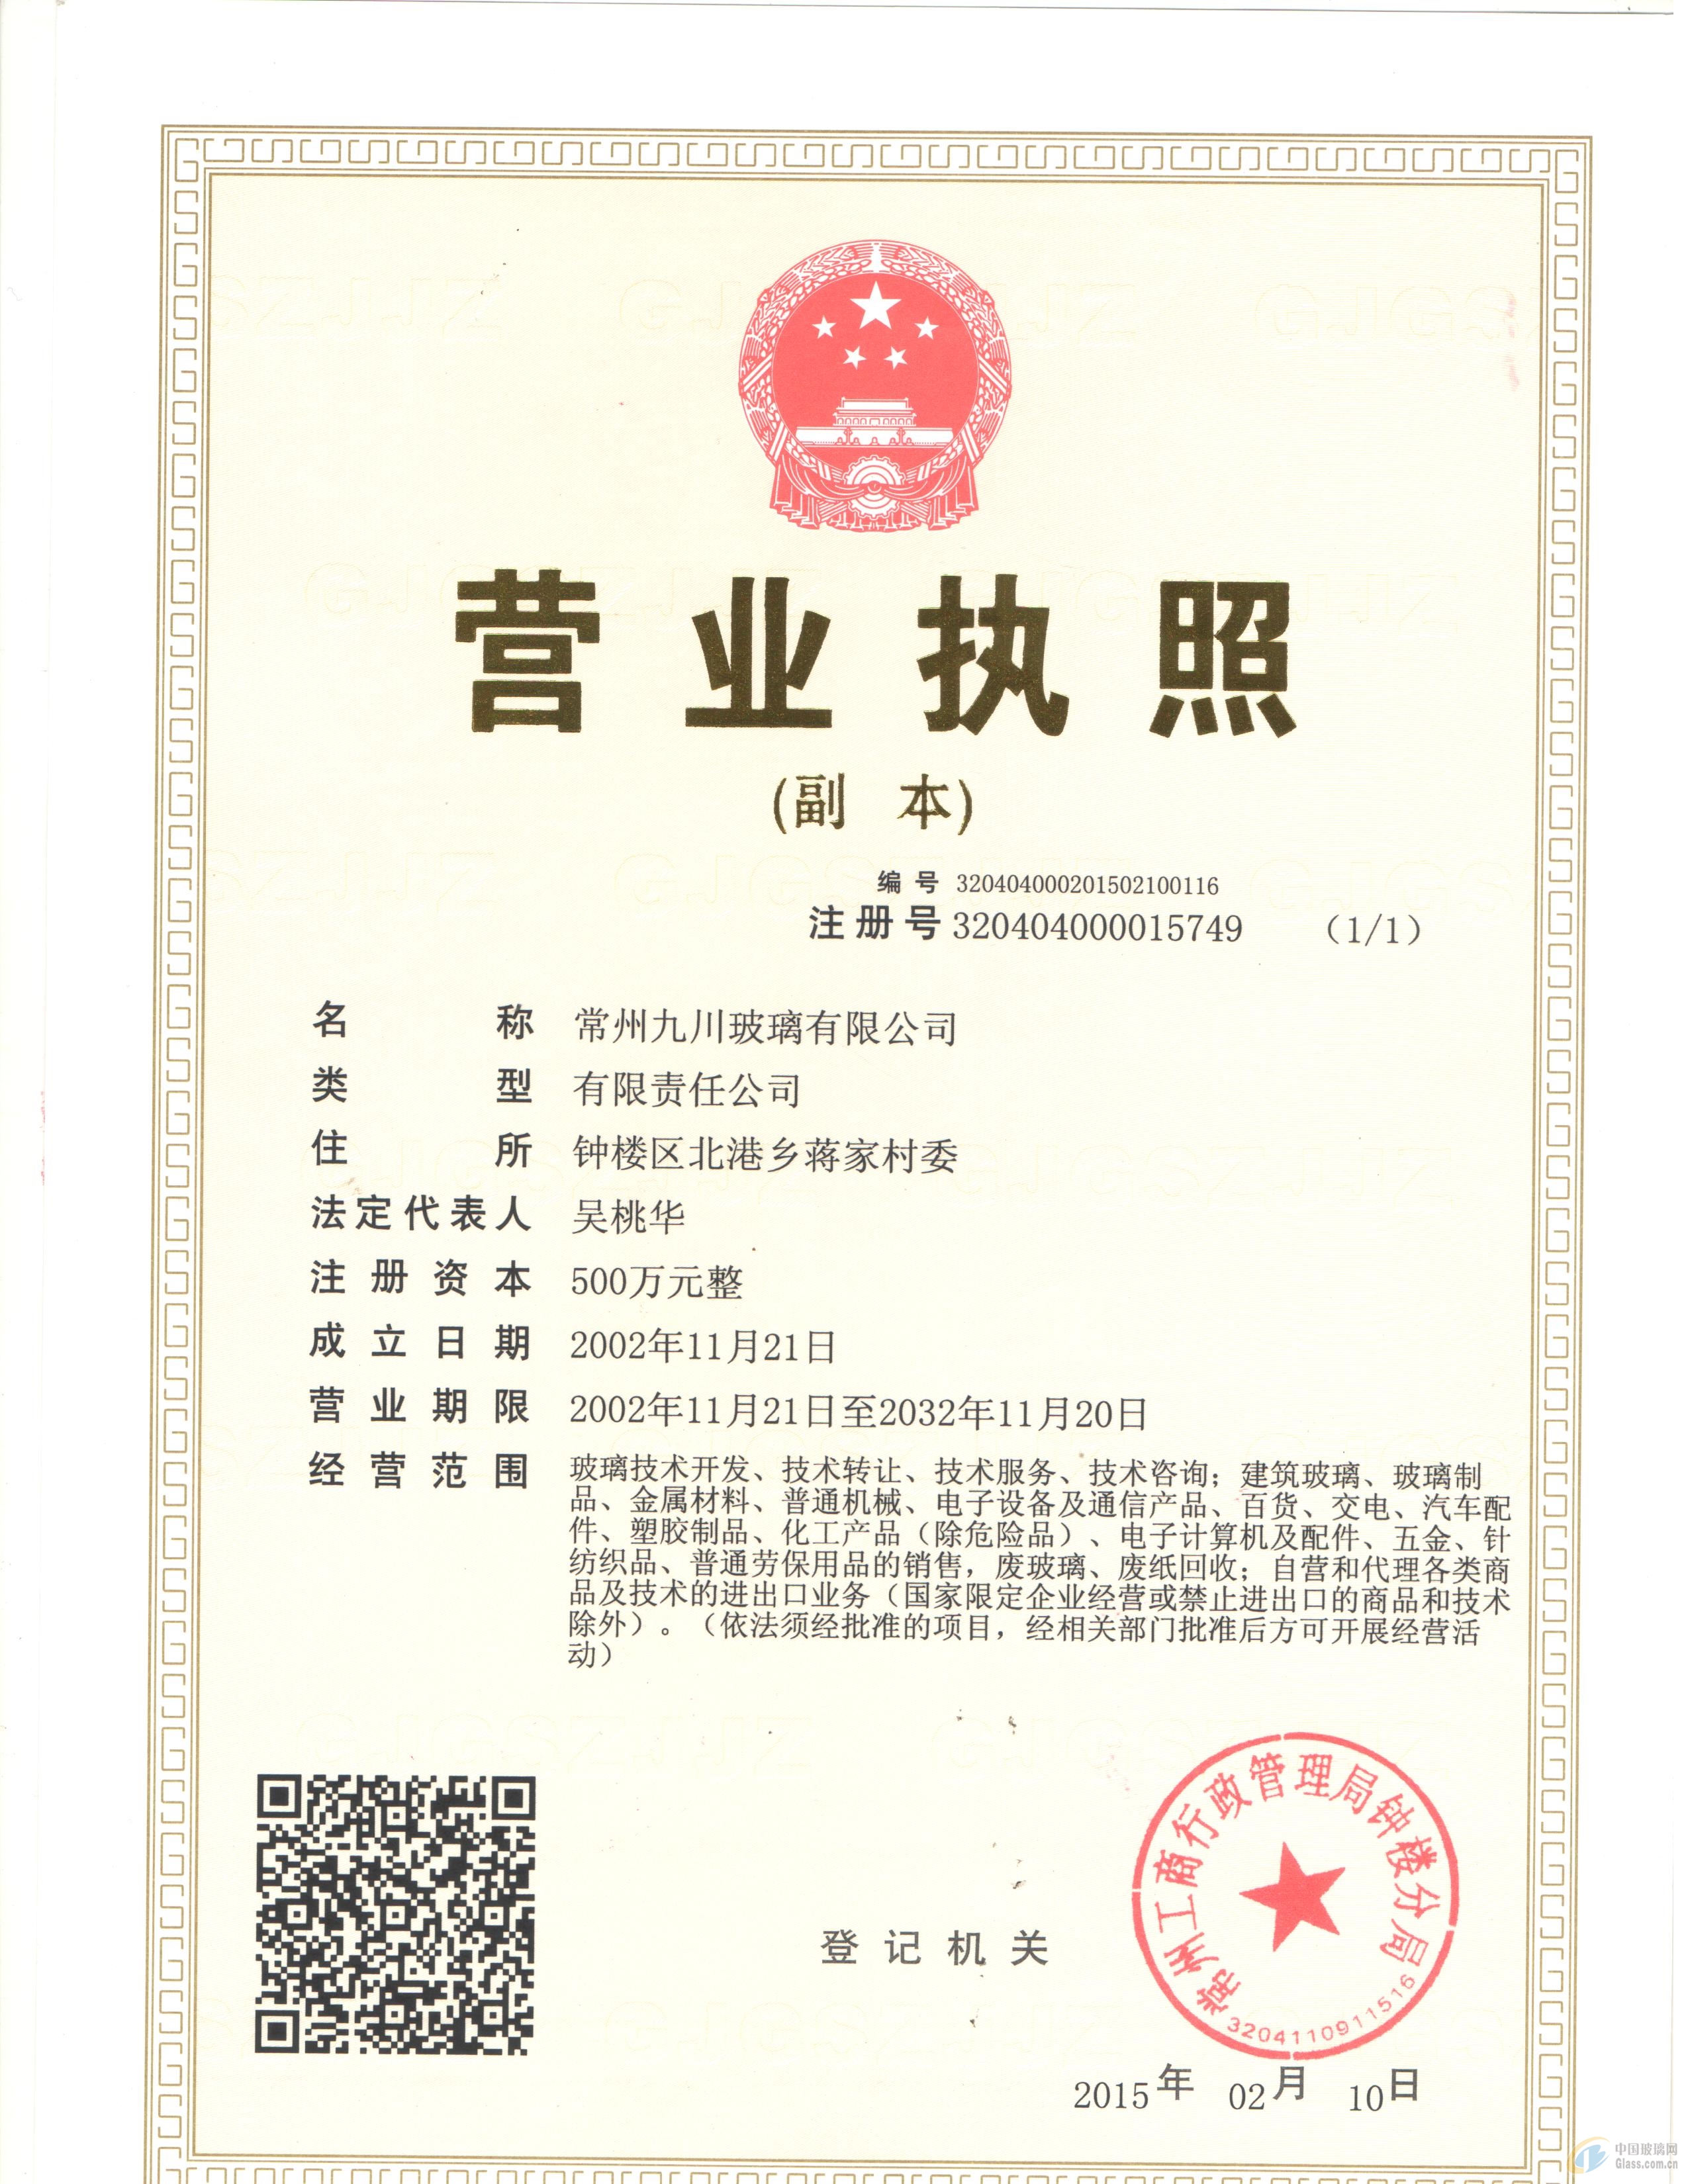 营业执照
(副 本)
编号 320404000201502100116
注册号 320404000015749 (1/1)
名称 常州九川玻璃有限公司
类型 有限责任公司
住所 钟楼区北港乡蒋家村委
法定代表人 吴桃华
注册资本 500万元整
成立日期 2002年11月21日
营业期限 2002年11月21日至2032年11月20日
经营范围 玻璃技术开发、技术转让、技术服务、技术咨询；建筑玻璃、玻璃制
品、金属材料、普通机械、电子设备及通信产品、百货、交电、汽车配
件、塑胶制品、化工产品（除危险品）、电子计算机及配件、五金、针
纺织品、普通劳保用品的销售，废玻璃、废纸回收；自营和代理各类商
品及技术的进出口业务（国家限定企业经营或禁止进出口的商品和技术
除外）。（依法须经批准的项目，经相关部门批准后方可开展经营活
动）
登记机关
常州工商行政管理局钟楼分局
3204110911516
2015年 02月 10日
中国玻璃网
Glass.com.cn